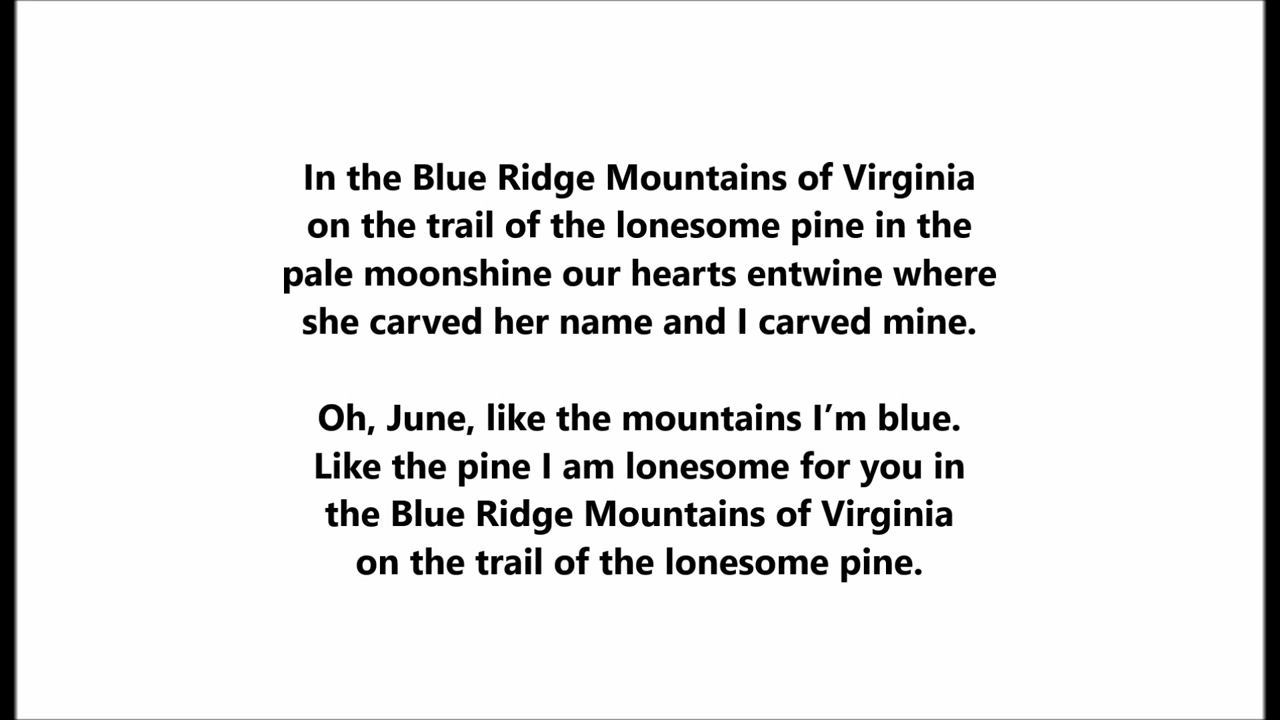 In the Blue Ridge Mountains of Virginia
on the trail of the lonesome pine in the
pale moonshine our hearts entwine where
she carved her name and I carved mine.
Oh, June, like the mountains I’m blue.
Like the pine I am lonesome for you in
the Blue Ridge Mountains of Virginia
on the trail of the lonesome pine.